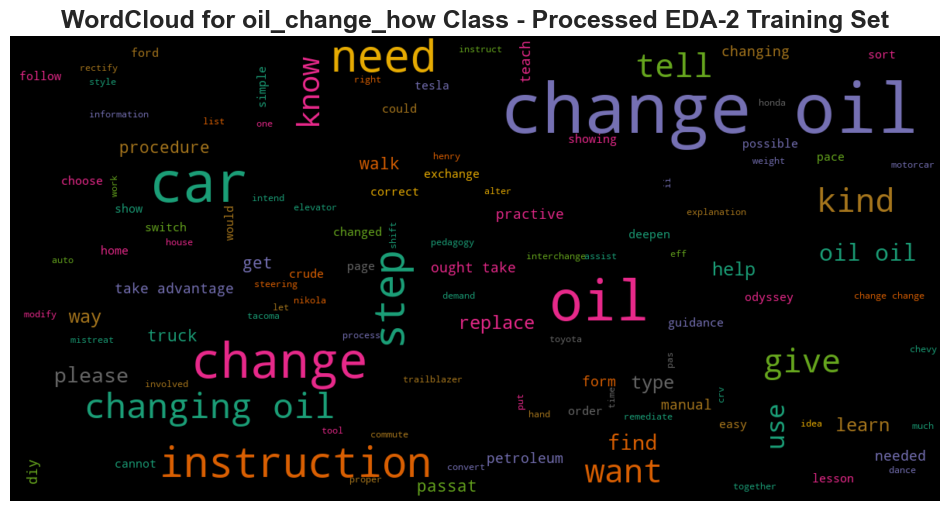 WordCloud for oil_change_how Class - Processed EDA-2 Training Set
need
instruct
teach
changing
sort
ford
rectify
follow
style
simple
know
right
tesla
tell
could
change oil
honda
showing
possible
information
list
one
procedure
walk
henry
exchange
pace
weight
motorcar
choose
work
car
intend
correct
alter
ii
kind
show
elevator
would
switch
changed
shift
practive
explanation
deepen
home
house
pedagogy
auto
get
crude
page
ought take
interchange
assist
eff
help
oil oil
steering
take advantage
nikola
let
step
demand
oil
odyssey
change change
modify
way
tacoma
replace
guidance
mistreat
truck
process
toyota
chevy
change
please
involved
trailblazer
form
type
pas
give
crv
changing oil
put
hand
order
time
manual
remediate
easy
use
idea
learn
much
tool
commute
find
needed
diy
cannot
instruction
proper
convert
petroleum
want
dance
passat
together
lesson